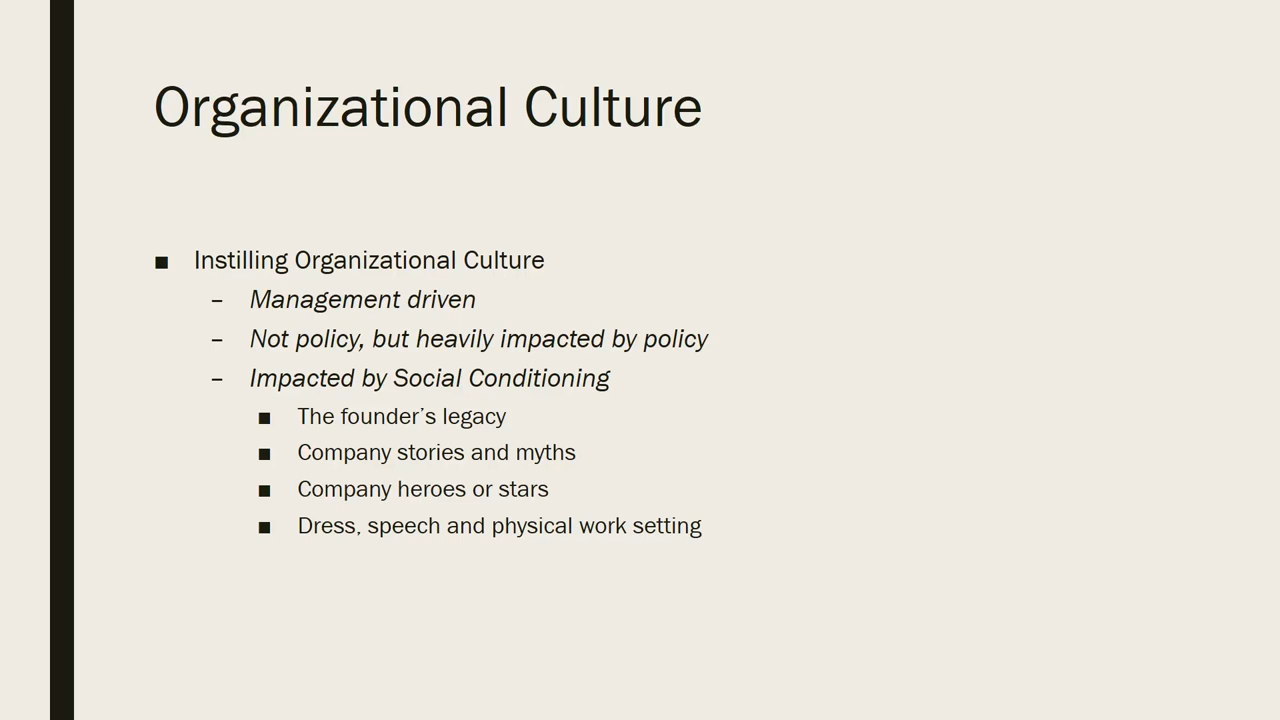 Organizational Culture
■ Instilling Organizational Culture
– Management driven
– Not policy, but heavily impacted by policy
– Impacted by Social Conditioning
■ The founder’s legacy
■ Company stories and myths
■ Company heroes or stars
■ Dress, speech and physical work setting